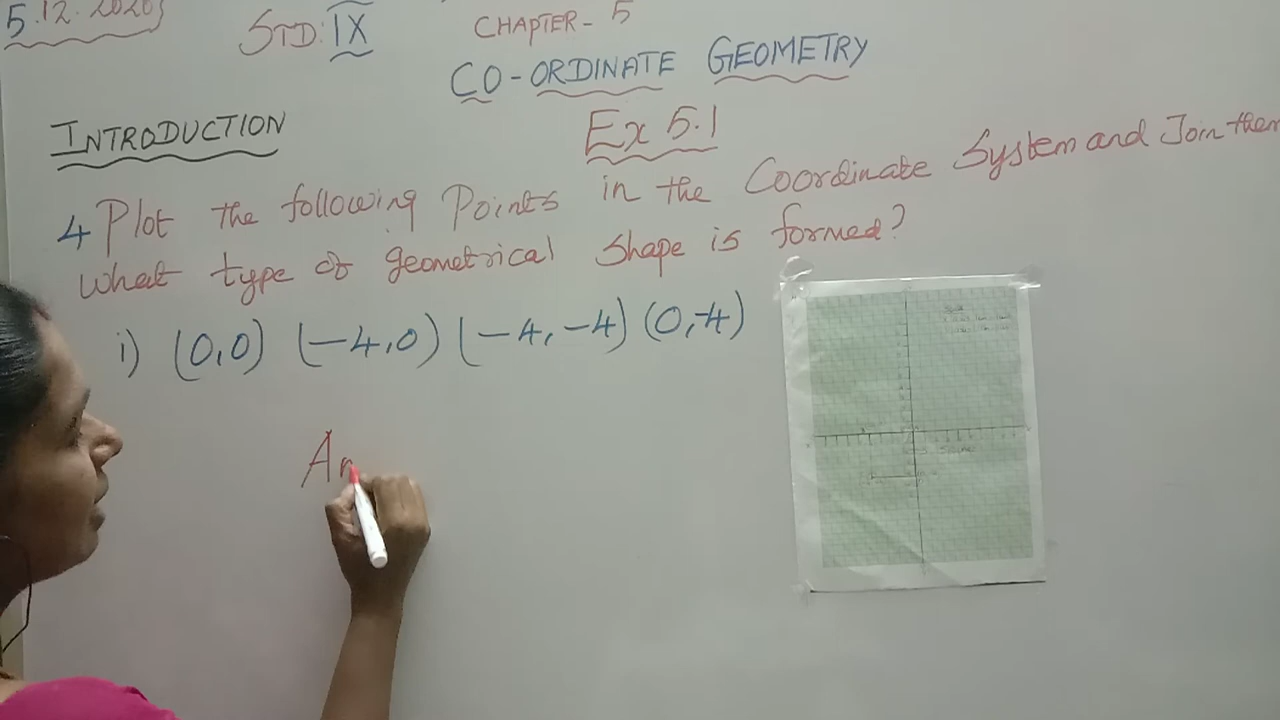 5.12.2020
STD: IX
CHAPTER - 5
CO-ORDINATE GEOMETRY
INTRODUCTION
Ex 5.1
4 Plot the following Points in the Coordinate System and Join them
What type of geometrical Shape is formed?
i) (0,0) (-4,0) (-4,-4) (0,-4)
An